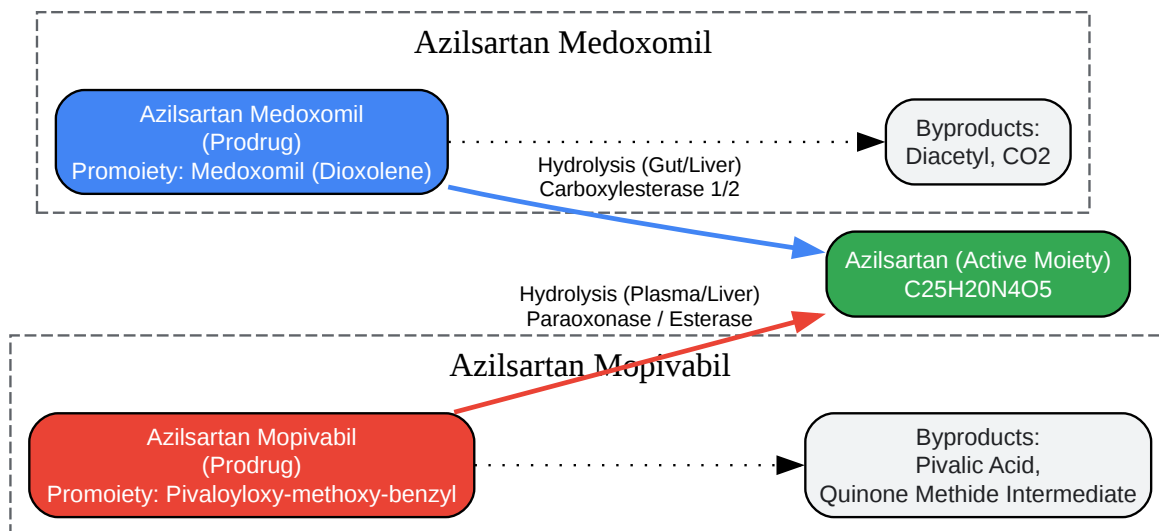 Azilsartan Medoxomil
Azilsartan Medoxomil
(Prodrug)
Promoiety: Medoxomil (Dioxolene)
Byproducts:
Diacetyl, CO2
Hydrolysis (Gut/Liver)
Carboxylesterase 1/2
Azilsartan (Active Moiety)
C25H20N4O5
Hydrolysis (Plasma/Liver)
Paraoxonase / Esterase
Azilsartan Mopivabil
Azilsartan Mopivabil
(Prodrug)
Promoiety: Pivaloyloxy-methoxy-benzyl
Byproducts:
Pivalic Acid,
Quinone Methide Intermediate